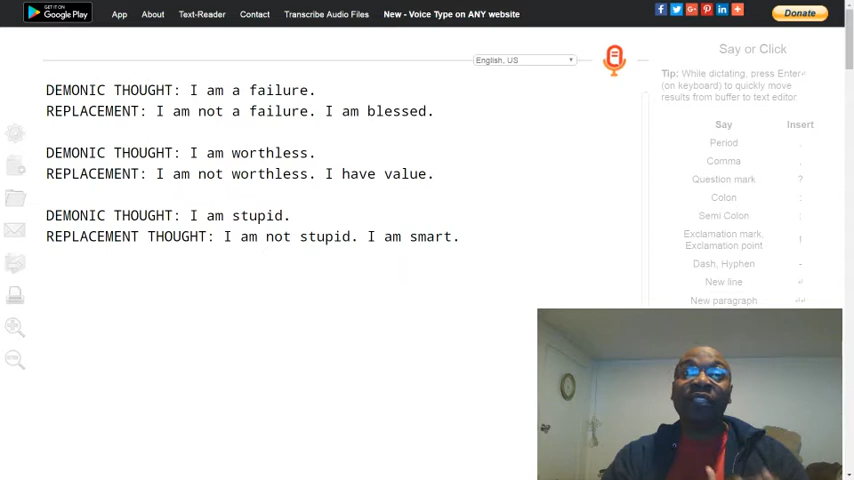 GET IT ON
Google Play
App
About
Text-Reader
Contact
Transcribe Audio Files
New - Voice Type on ANY website
Donate
English, US
DEMONIC THOUGHT: I am a failure.
REPLACEMENT: I am not a failure. I am blessed.
DEMONIC THOUGHT: I am worthless.
REPLACEMENT: I am not worthless. I have value.
DEMONIC THOUGHT: I am stupid.
REPLACEMENT THOUGHT: I am not stupid. I am smart.
Say or Click
Tip: While dictating, press Enter↵
(on keyboard) to quickly move
results from buffer to text editor
Say Insert
Period .
Comma ,
Question mark ?
Colon :
Semi Colon ;
Exclamation mark,
Exclamation point !
Dash, Hyphen -
New line ↵
New paragraph ↵↵